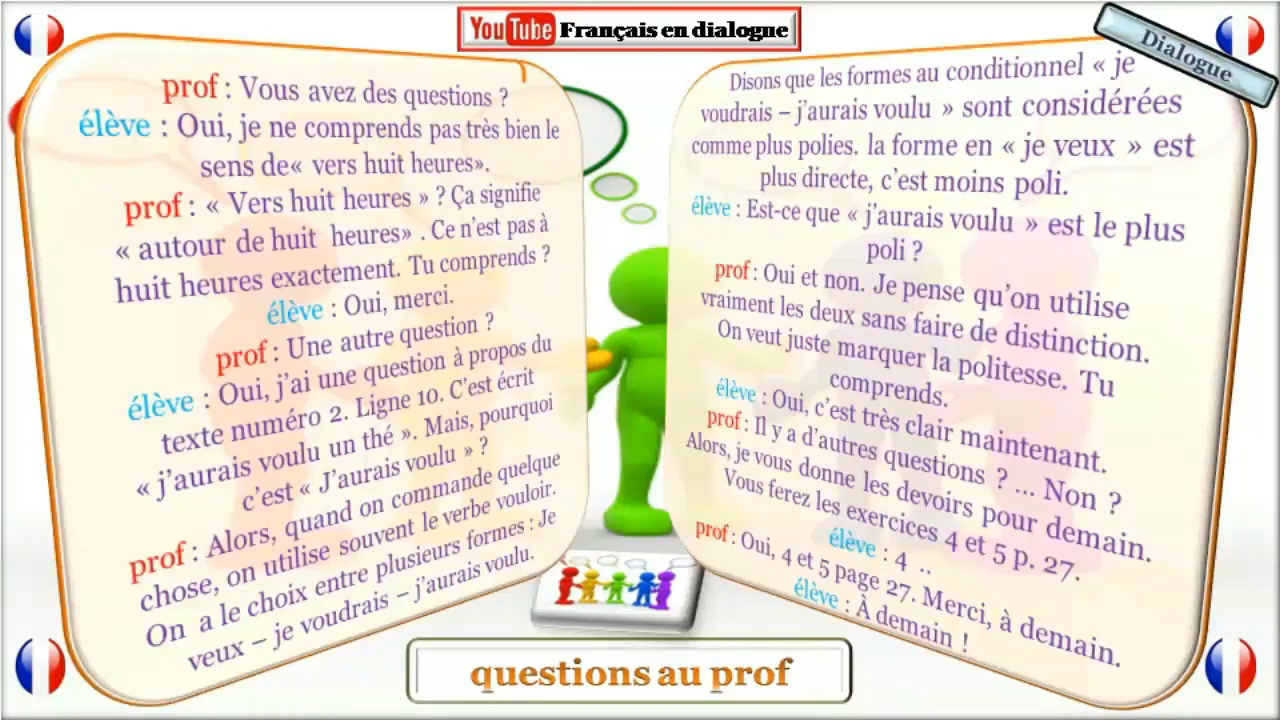 YouTube Français en dialogue
Dialogue
prof : Vous avez des questions ?
élève : Oui, je ne comprends pas très bien le
sens de« vers huit heures».
prof : « Vers huit heures » ? Ça signifie
« autour de huit heures» . Ce n'est pas à
huit heures exactement. Tu comprends ?
élève : Oui, merci.
prof : Une autre question ?
élève : Oui, j'ai une question à propos du
texte numéro 2. Ligne 10. C'est écrit
« j'aurais voulu un thé ». Mais, pourquoi
c'est « J'aurais voulu » ?
prof : Alors, quand on commande quelque
chose, on utilise souvent le verbe vouloir.
On a le choix entre plusieurs formes : Je
veux – je voudrais – j'aurais voulu.
Disons que les formes au conditionnel « je
voudrais – j'aurais voulu » sont considérées
comme plus polies. la forme en « je veux » est
plus directe, c'est moins poli.
élève : Est-ce que « j'aurais voulu » est le plus
poli ?
prof : Oui et non. Je pense qu'on utilise
vraiment les deux sans faire de distinction.
On veut juste marquer la politesse. Tu
comprends.
élève : Oui, c'est très clair maintenant.
prof : Il y a d'autres questions ? ... Non ?
Alors, je vous donne les devoirs pour demain.
Vous ferez les exercices 4 et 5 p. 27.
élève : 4 ..
prof : Oui, 4 et 5 page 27. Merci, à demain.
élève : À demain !
questions au prof